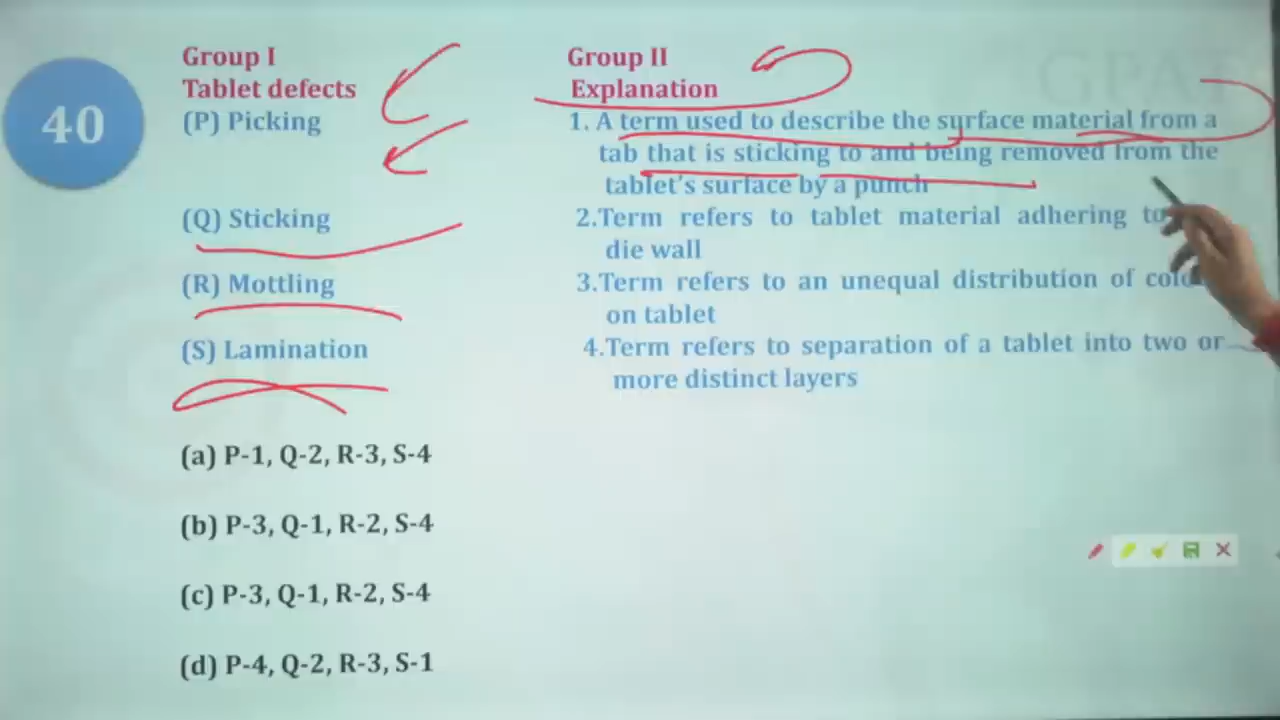 GPAT
40
Group I
Tablet defects
(P) Picking
(Q) Sticking
(R) Mottling
(S) Lamination
Group II
Explanation
1. A term used to describe the surface material from a
tab that is sticking to and being removed from the
tablet's surface by a punch
2.Term refers to tablet material adhering to
die wall
3.Term refers to an unequal distribution of
on tablet
4.Term refers to separation of a tablet into two or
more distinct layers
(a) P-1, Q-2, R-3, S-4
(b) P-3, Q-1, R-2, S-4
(c) P-3, Q-1, R-2, S-4
(d) P-4, Q-2, R-3, S-1